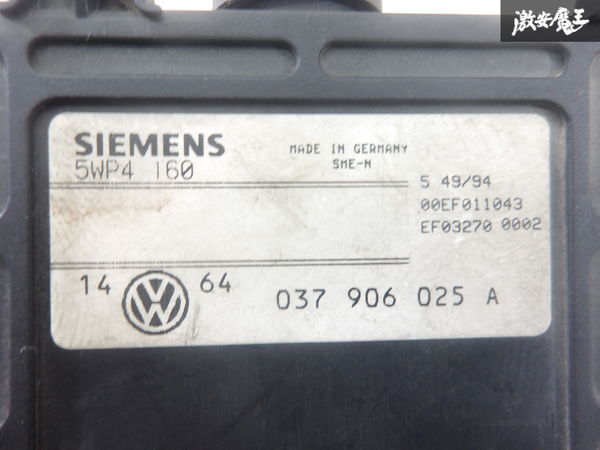 激安魔王
SIEMENS
5WP4 160
MADE IN GERMANY
SME-N
5 49/94
00EF011043
EF03270 0002
14 VW 64
037 906 025 A